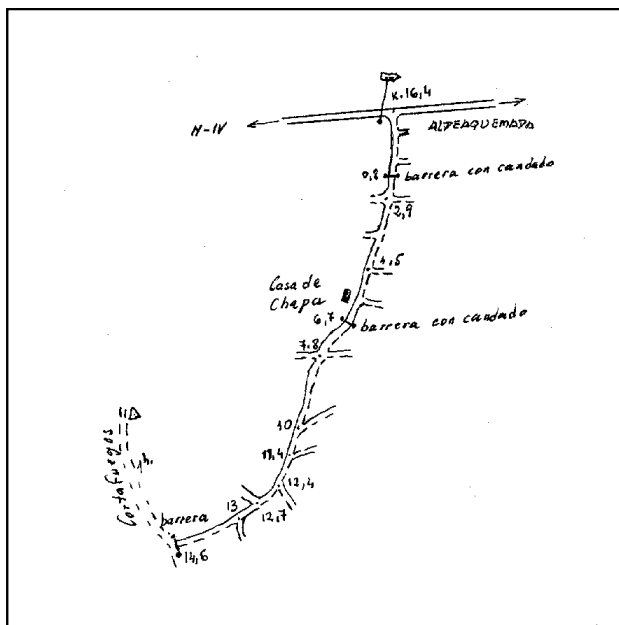 K.16,4
N-IV
ALDEAQUEMADA
0,8
barrera con candado
2,9
4,5
Casa de
Chapa
6,7
barrera con candado
7,8
10
11,4
12,4
13
12,7
Cortafuegos
1h.
barrera
14,6